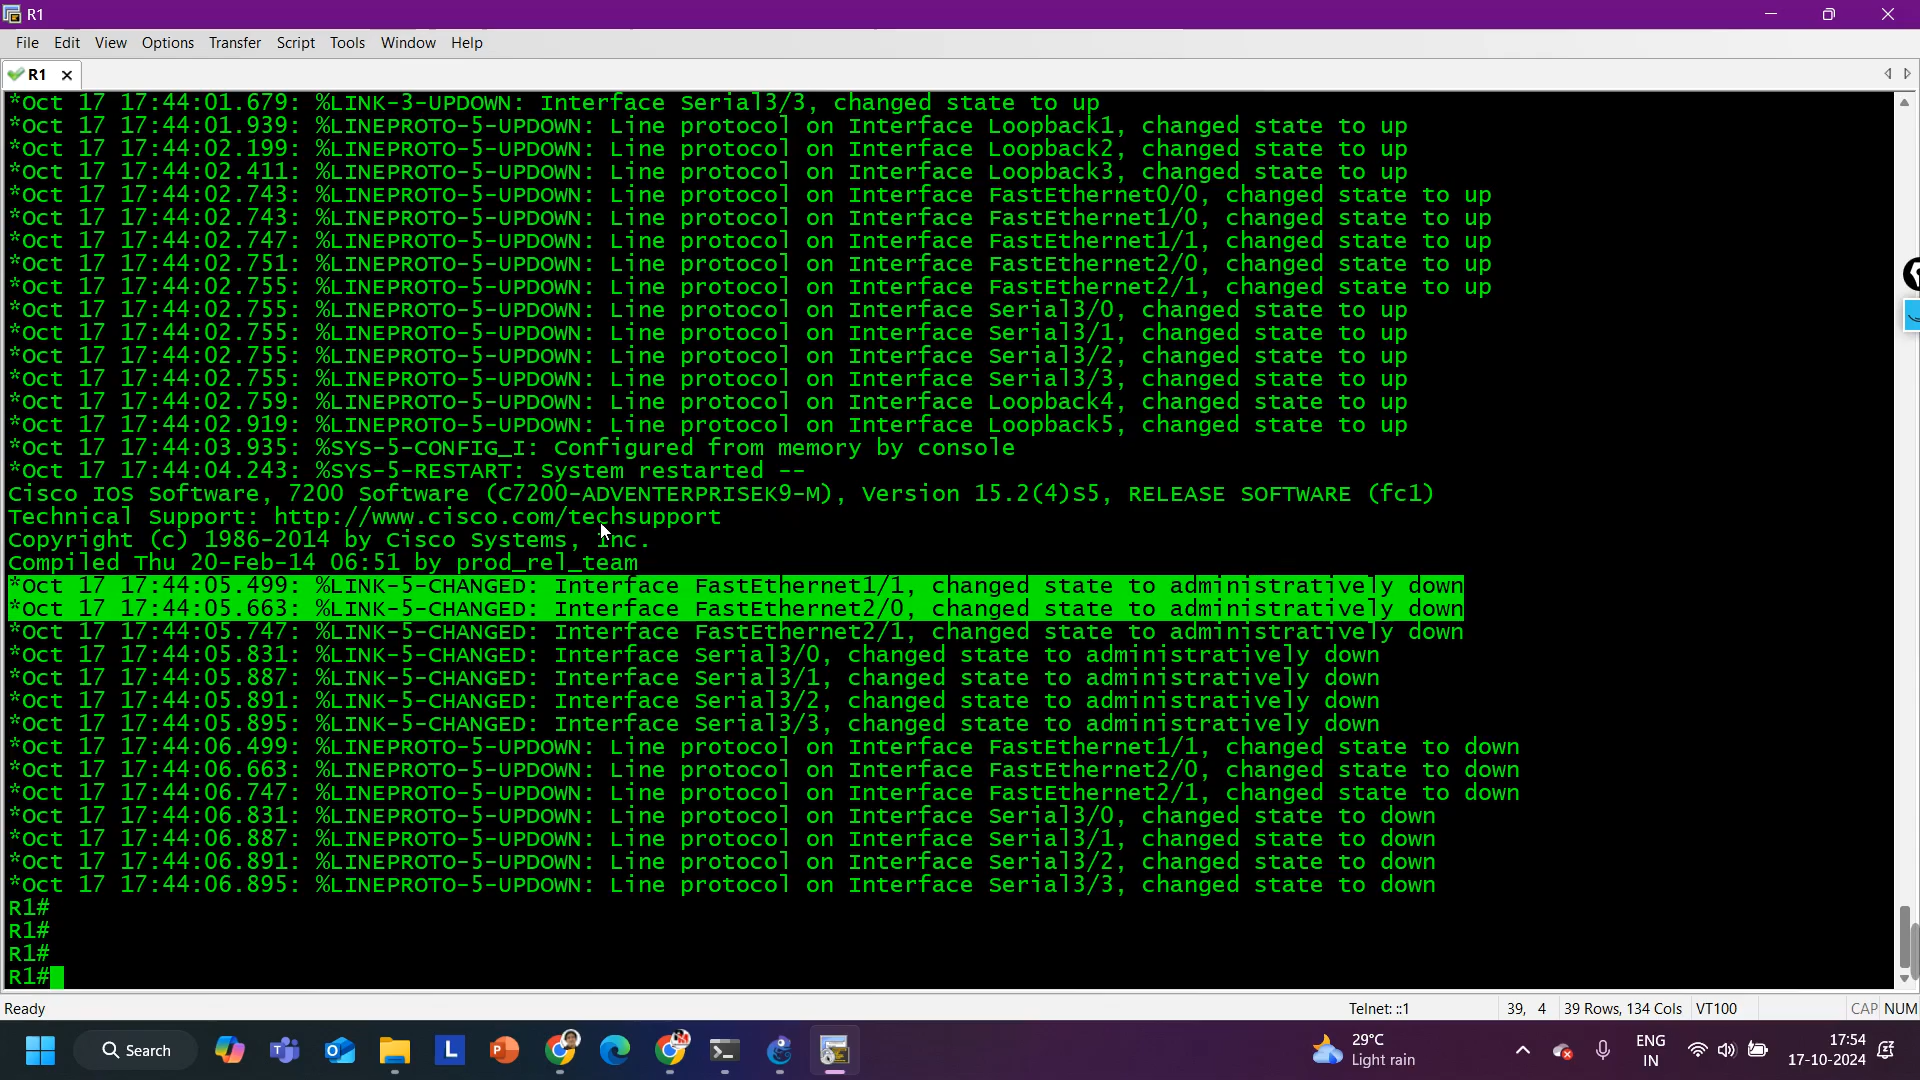 R1
File Edit View Options Transfer Script Tools Window Help
R1
*Oct 17 17:44:01.679: %LINK-3-UPDOWN: Interface Serial3/3, changed state to up
*Oct 17 17:44:01.939: %LINEPROTO-5-UPDOWN: Line protocol on Interface Loopback1, changed state to up
*Oct 17 17:44:02.199: %LINEPROTO-5-UPDOWN: Line protocol on Interface Loopback2, changed state to up
*Oct 17 17:44:02.411: %LINEPROTO-5-UPDOWN: Line protocol on Interface Loopback3, changed state to up
*Oct 17 17:44:02.743: %LINEPROTO-5-UPDOWN: Line protocol on Interface FastEthernet0/0, changed state to up
*Oct 17 17:44:02.743: %LINEPROTO-5-UPDOWN: Line protocol on Interface FastEthernet1/0, changed state to up
*Oct 17 17:44:02.747: %LINEPROTO-5-UPDOWN: Line protocol on Interface FastEthernet1/1, changed state to up
*Oct 17 17:44:02.751: %LINEPROTO-5-UPDOWN: Line protocol on Interface FastEthernet2/0, changed state to up
*Oct 17 17:44:02.755: %LINEPROTO-5-UPDOWN: Line protocol on Interface FastEthernet2/1, changed state to up
*Oct 17 17:44:02.755: %LINEPROTO-5-UPDOWN: Line protocol on Interface Serial3/0, changed state to up
*Oct 17 17:44:02.755: %LINEPROTO-5-UPDOWN: Line protocol on Interface Serial3/1, changed state to up
*Oct 17 17:44:02.755: %LINEPROTO-5-UPDOWN: Line protocol on Interface Serial3/2, changed state to up
*Oct 17 17:44:02.755: %LINEPROTO-5-UPDOWN: Line protocol on Interface Serial3/3, changed state to up
*Oct 17 17:44:02.759: %LINEPROTO-5-UPDOWN: Line protocol on Interface Loopback4, changed state to up
*Oct 17 17:44:02.919: %LINEPROTO-5-UPDOWN: Line protocol on Interface Loopback5, changed state to up
*Oct 17 17:44:03.935: %SYS-5-CONFIG_I: Configured from memory by console
*Oct 17 17:44:04.243: %SYS-5-RESTART: System restarted --
Cisco IOS Software, 7200 Software (C7200-ADVENTERPRISEK9-M), Version 15.2(4)S5, RELEASE SOFTWARE (fc1)
Technical Support: http://www.cisco.com/techsupport
Copyright (c) 1986-2014 by Cisco Systems, Inc.
Compiled Thu 20-Feb-14 06:51 by prod_rel_team
*Oct 17 17:44:05.499: %LINK-5-CHANGED: Interface FastEthernet1/1, changed state to administratively down
*Oct 17 17:44:05.663: %LINK-5-CHANGED: Interface FastEthernet2/0, changed state to administratively down
*Oct 17 17:44:05.747: %LINK-5-CHANGED: Interface FastEthernet2/1, changed state to administratively down
*Oct 17 17:44:05.831: %LINK-5-CHANGED: Interface Serial3/0, changed state to administratively down
*Oct 17 17:44:05.887: %LINK-5-CHANGED: Interface Serial3/1, changed state to administratively down
*Oct 17 17:44:05.891: %LINK-5-CHANGED: Interface Serial3/2, changed state to administratively down
*Oct 17 17:44:05.895: %LINK-5-CHANGED: Interface Serial3/3, changed state to administratively down
*Oct 17 17:44:06.499: %LINEPROTO-5-UPDOWN: Line protocol on Interface FastEthernet1/1, changed state to down
*Oct 17 17:44:06.663: %LINEPROTO-5-UPDOWN: Line protocol on Interface FastEthernet2/0, changed state to down
*Oct 17 17:44:06.747: %LINEPROTO-5-UPDOWN: Line protocol on Interface FastEthernet2/1, changed state to down
*Oct 17 17:44:06.831: %LINEPROTO-5-UPDOWN: Line protocol on Interface Serial3/0, changed state to down
*Oct 17 17:44:06.887: %LINEPROTO-5-UPDOWN: Line protocol on Interface Serial3/1, changed state to down
*Oct 17 17:44:06.891: %LINEPROTO-5-UPDOWN: Line protocol on Interface Serial3/2, changed state to down
*Oct 17 17:44:06.895: %LINEPROTO-5-UPDOWN: Line protocol on Interface Serial3/3, changed state to down
R1#
R1#
R1#
R1#
Ready Telnet: ::1 39, 4 39 Rows, 134 Cols VT100 CAP NUM
Search 29°C Light rain ENG IN 17:54 17-10-2024